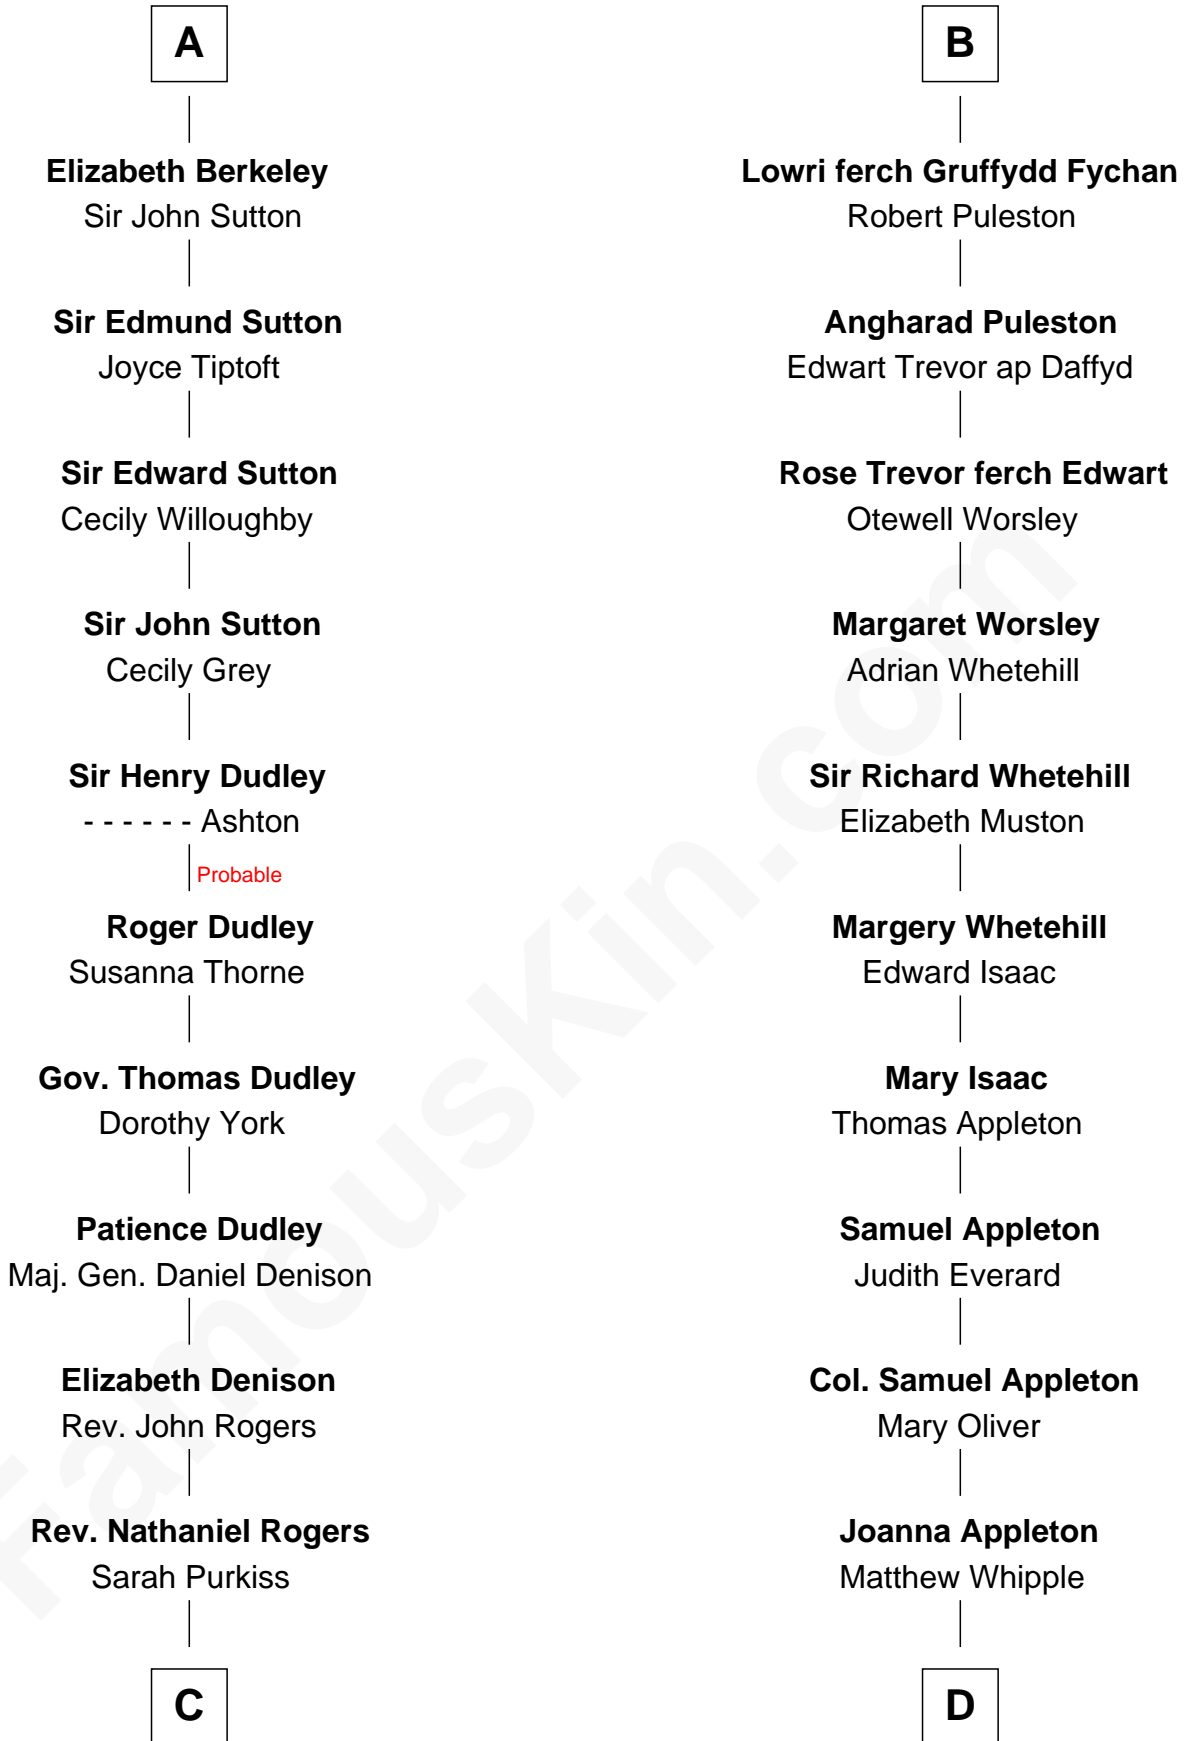 A
Elizabeth Berkeley
Sir John Sutton
Sir Edmund Sutton
Joyce Tiptoft
Sir Edward Sutton
Cecily Willoughby
Sir John Sutton
Cecily Grey
Sir Henry Dudley
- - - - - - Ashton
Probable
Roger Dudley
Susanna Thorne
Gov. Thomas Dudley
Dorothy York
Patience Dudley
Maj. Gen. Daniel Denison
Elizabeth Denison
Rev. John Rogers
Rev. Nathaniel Rogers
Sarah Purkiss
C
B
Lowri ferch Gruffydd Fychan
Robert Puleston
Angharad Puleston
Edwart Trevor ap Daffyd
Rose Trevor ferch Edwart
Otewell Worsley
Margaret Worsley
Adrian Whetehill
Sir Richard Whetehill
Elizabeth Muston
Margery Whetehill
Edward Isaac
Mary Isaac
Thomas Appleton
Samuel Appleton
Judith Everard
Col. Samuel Appleton
Mary Oliver
Joanna Appleton
Matthew Whipple
D
FamousKin.com